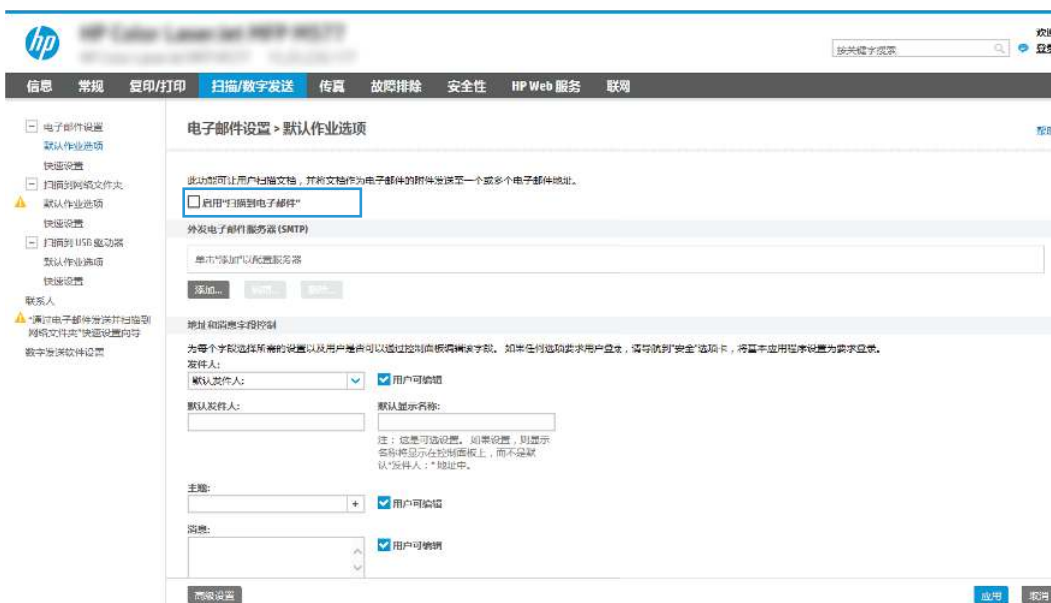 hp
HP Color LaserJet MFP M577
按关键字搜索
信息 常规 复印/打印 扫描/数字发送 传真 故障排除 安全性 HP Web 服务 联网
电子邮件设置
默认作业选项
快速设置
扫描到网络文件夹
默认作业选项
快速设置
扫描到 USB 驱动器
默认作业选项
快速设置
联系人
“通过电子邮件发送并扫描到
网络文件夹”快速设置向导
数字发送软件设置
电子邮件设置 > 默认作业选项
此功能可让用户扫描文档，并将文档作为电子邮件的附件发送至一个或多个电子邮件地址。
启用“扫描到电子邮件”
外发电子邮件服务器 (SMTP)
单击“添加”以配置服务器
添加...
地址和消息字段控制
为每个字段选择所需的设置以及用户是否可以通过控制面板编辑该字段。 如果任何选项要求用户登录，请导航到“安全”选项卡，将基本应用程序设置为要求登录。
发件人:
默认发件人: 用户可编辑
默认发件人: 默认显示名称:
注：这是可选设置。 如果设置，则显示
名称将显示在控制面板上，而不是默
认“发件人：”地址中。
主题:
+ 用户可编辑
消息:
用户可编辑
高级设置 应用 取消